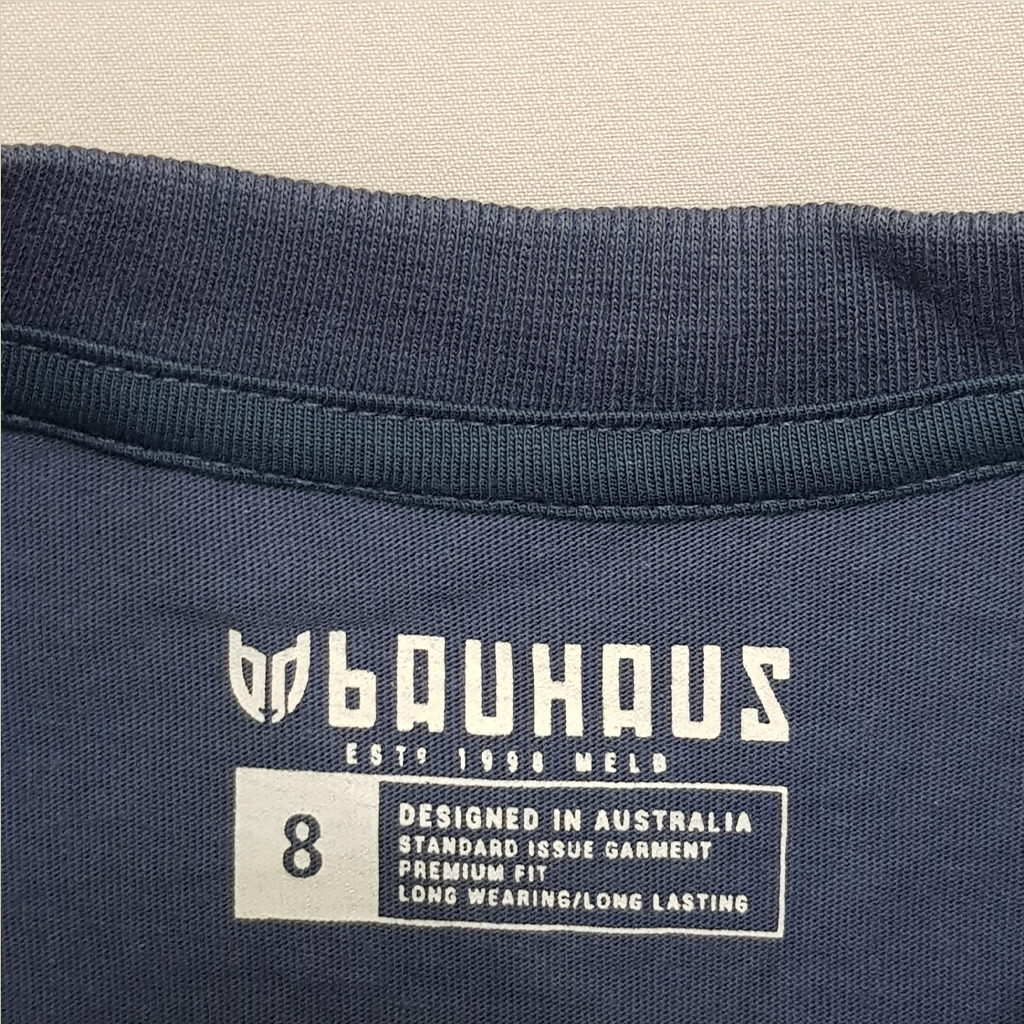 bAUHAUS
ESTD 1998 MELB
8
DESIGNED IN AUSTRALIA
STANDARD ISSUE GARMENT
PREMIUM FIT
LONG WEARING/LONG LASTING